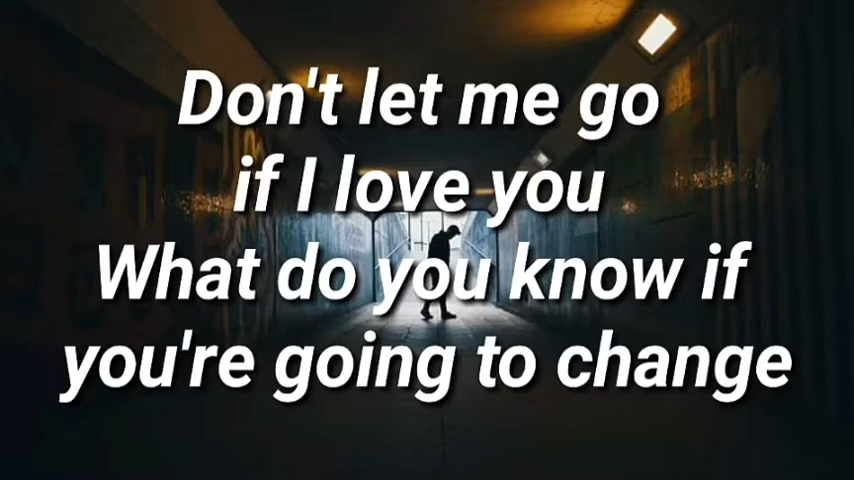 Don't let me go
if I love you
What do you know if
you're going to change